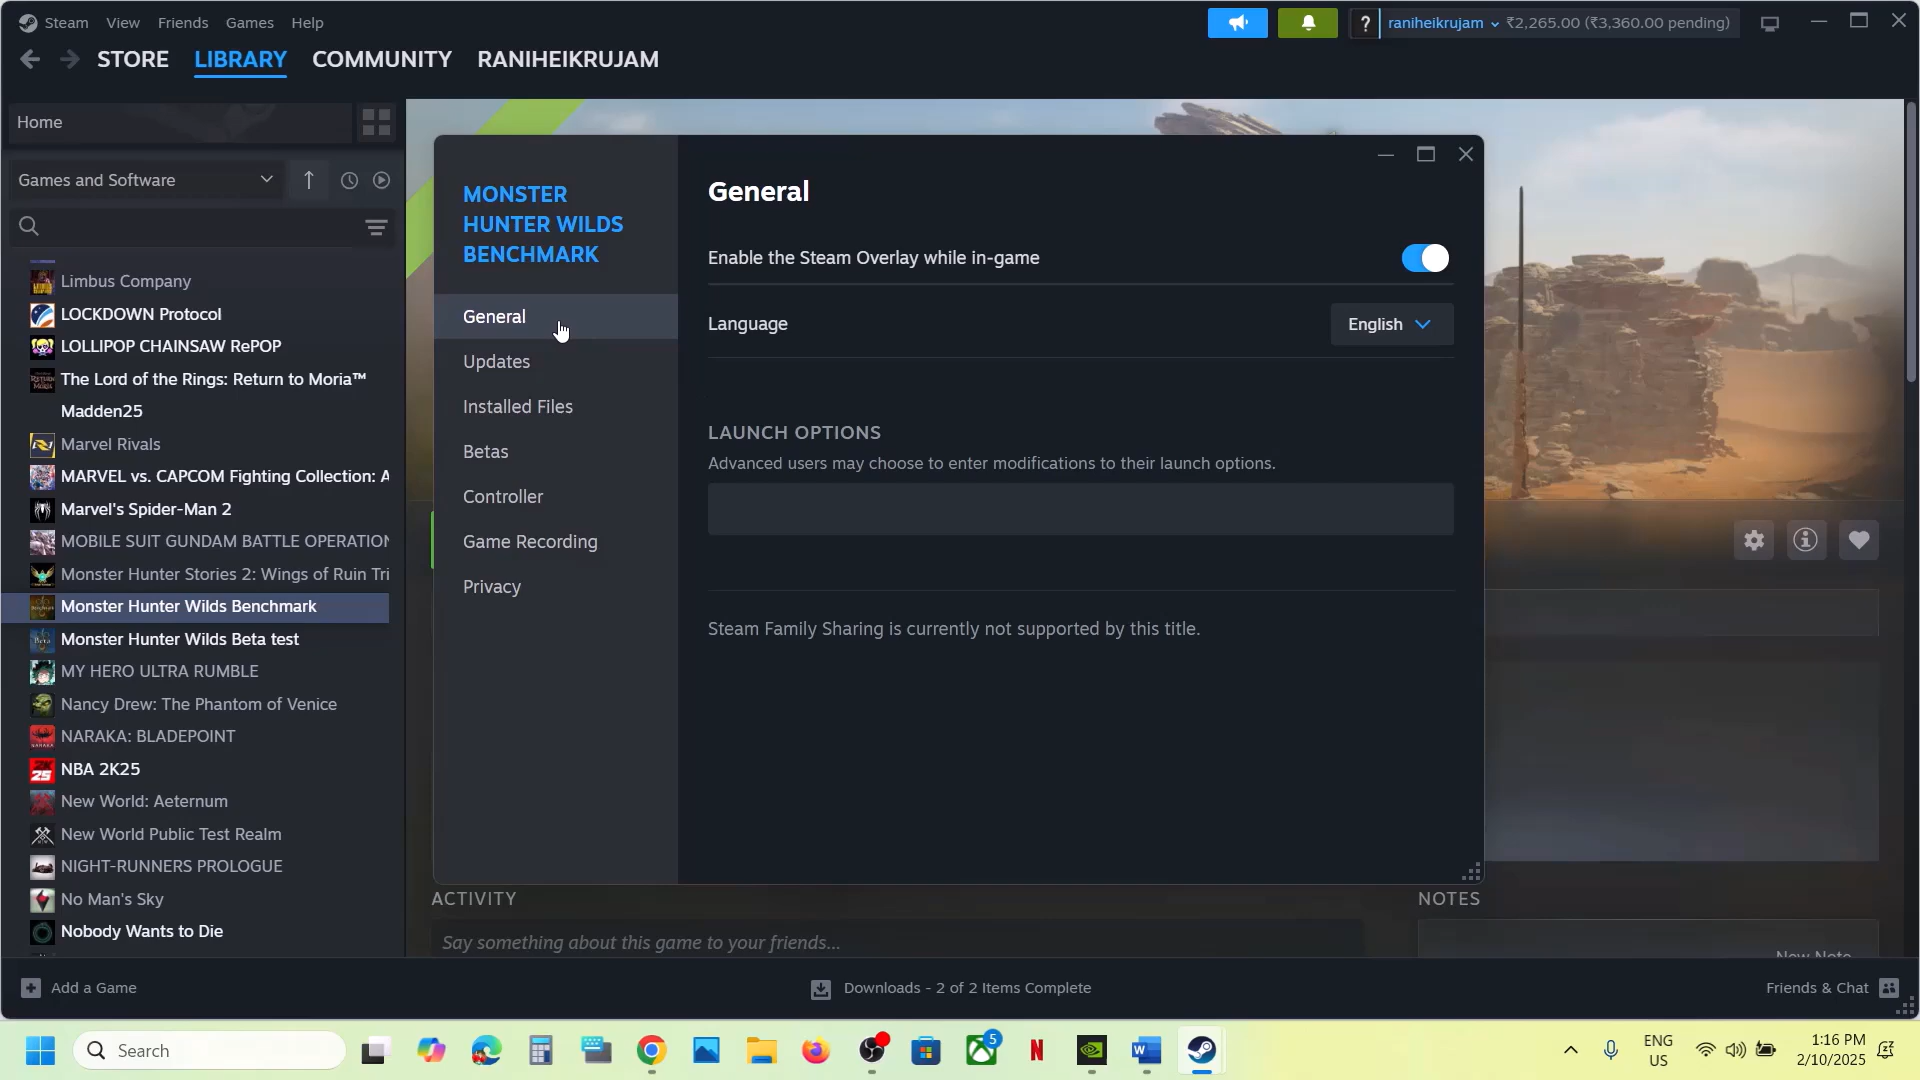 Steam View Friends Games Help
? raniheikrujam ₹2,265.00 (₹3,360.00 pending)
STORE LIBRARY COMMUNITY RANIHEIKRUJAM
Home
Games and Software
Limbus Company
LOCKDOWN Protocol
LOLLIPOP CHAINSAW RePOP
The Lord of the Rings: Return to Moria™
Madden25
Marvel Rivals
MARVEL vs. CAPCOM Fighting Collection: A
Marvel's Spider-Man 2
MOBILE SUIT GUNDAM BATTLE OPERATION
Monster Hunter Stories 2: Wings of Ruin Tri
Monster Hunter Wilds Benchmark
Monster Hunter Wilds Beta test
MY HERO ULTRA RUMBLE
Nancy Drew: The Phantom of Venice
NARAKA: BLADEPOINT
NBA 2K25
New World: Aeternum
New World Public Test Realm
NIGHT-RUNNERS PROLOGUE
No Man's Sky
Nobody Wants to Die
MONSTER
HUNTER WILDS
BENCHMARK
General
Updates
Installed Files
Betas
Controller
Game Recording
Privacy
General
Enable the Steam Overlay while in-game
Language English
LAUNCH OPTIONS
Advanced users may choose to enter modifications to their launch options.
Steam Family Sharing is currently not supported by this title.
ACTIVITY
Say something about this game to your friends...
NOTES
New Note
Add a Game
Downloads - 2 of 2 Items Complete
Friends & Chat
Search
5
ENG
US
1:16 PM
2/10/2025